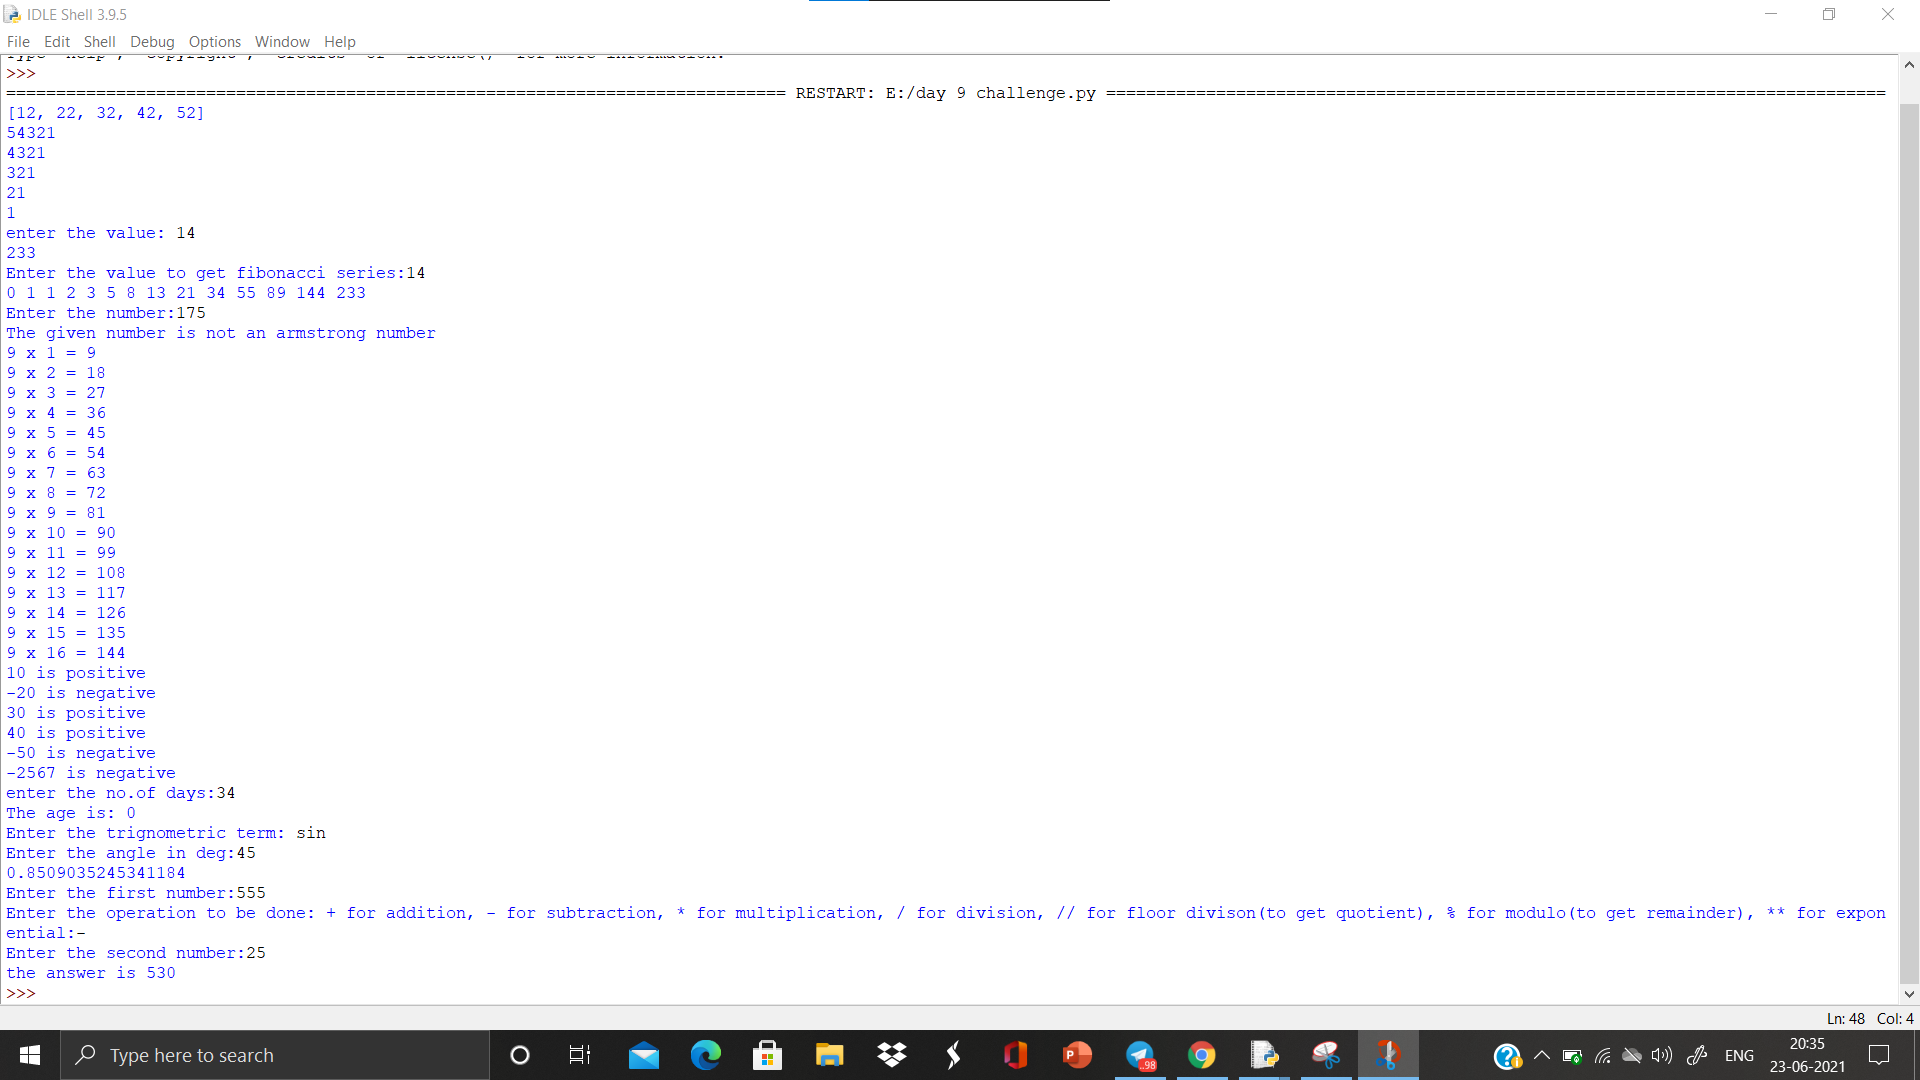 IDLE Shell 3.9.5
File Edit Shell Debug Options Window Help
>>>
============================================================================== RESTART: E:/day 9 challenge.py ==============================================================================
[12, 22, 32, 42, 52]
54321
4321
321
21
1
enter the value: 14
233
Enter the value to get fibonacci series:14
0 1 1 2 3 5 8 13 21 34 55 89 144 233
Enter the number:175
The given number is not an armstrong number
9 x 1 = 9
9 x 2 = 18
9 x 3 = 27
9 x 4 = 36
9 x 5 = 45
9 x 6 = 54
9 x 7 = 63
9 x 8 = 72
9 x 9 = 81
9 x 10 = 90
9 x 11 = 99
9 x 12 = 108
9 x 13 = 117
9 x 14 = 126
9 x 15 = 135
9 x 16 = 144
10 is positive
-20 is negative
30 is positive
40 is positive
-50 is negative
-2567 is negative
enter the no.of days:34
The age is: 0
Enter the trignometric term: sin
Enter the angle in deg:45
0.8509035245341184
Enter the first number:555
Enter the operation to be done: + for addition, - for subtraction, * for multiplication, / for division, // for floor divison(to get quotient), % for modulo(to get remainder), ** for expon
ential:-
Enter the second number:25
the answer is 530
>>>
Ln: 48 Col: 4
Type here to search
.98
ENG
20:35
23-06-2021